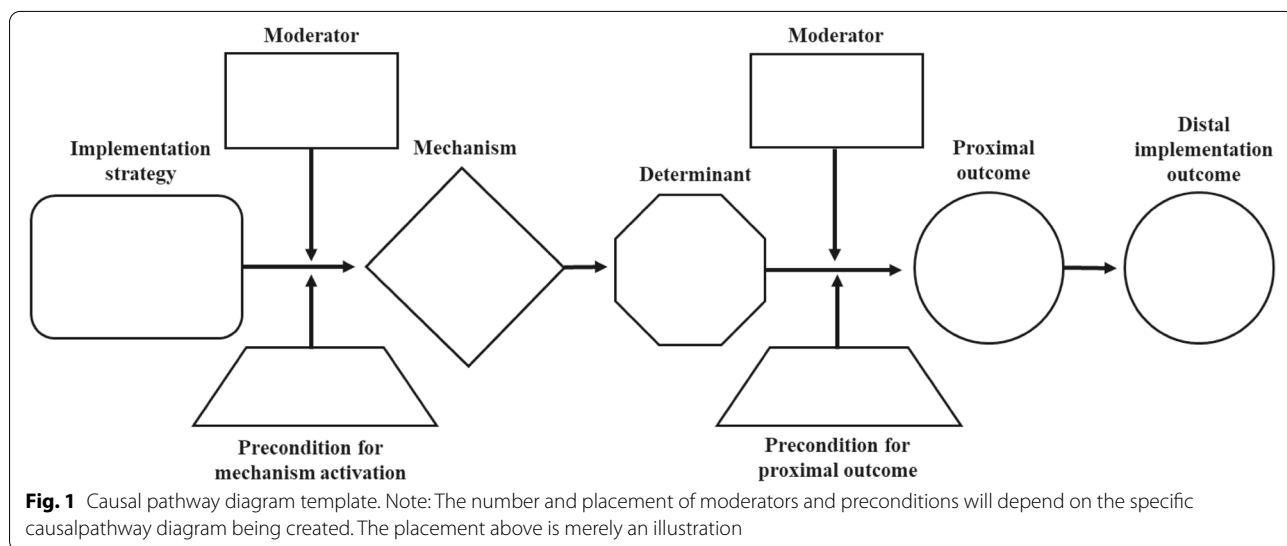 Moderator
Moderator
Implementation
strategy
Mechanism
Determinant
Proximal
outcome
Distal
implementation
outcome
Precondition for
mechanism activation
Precondition for
proximal outcome
Fig. 1 Causal pathway diagram template. Note: The number and placement of moderators and preconditions will depend on the specific
causalpathway diagram being created. The placement above is merely an illustration